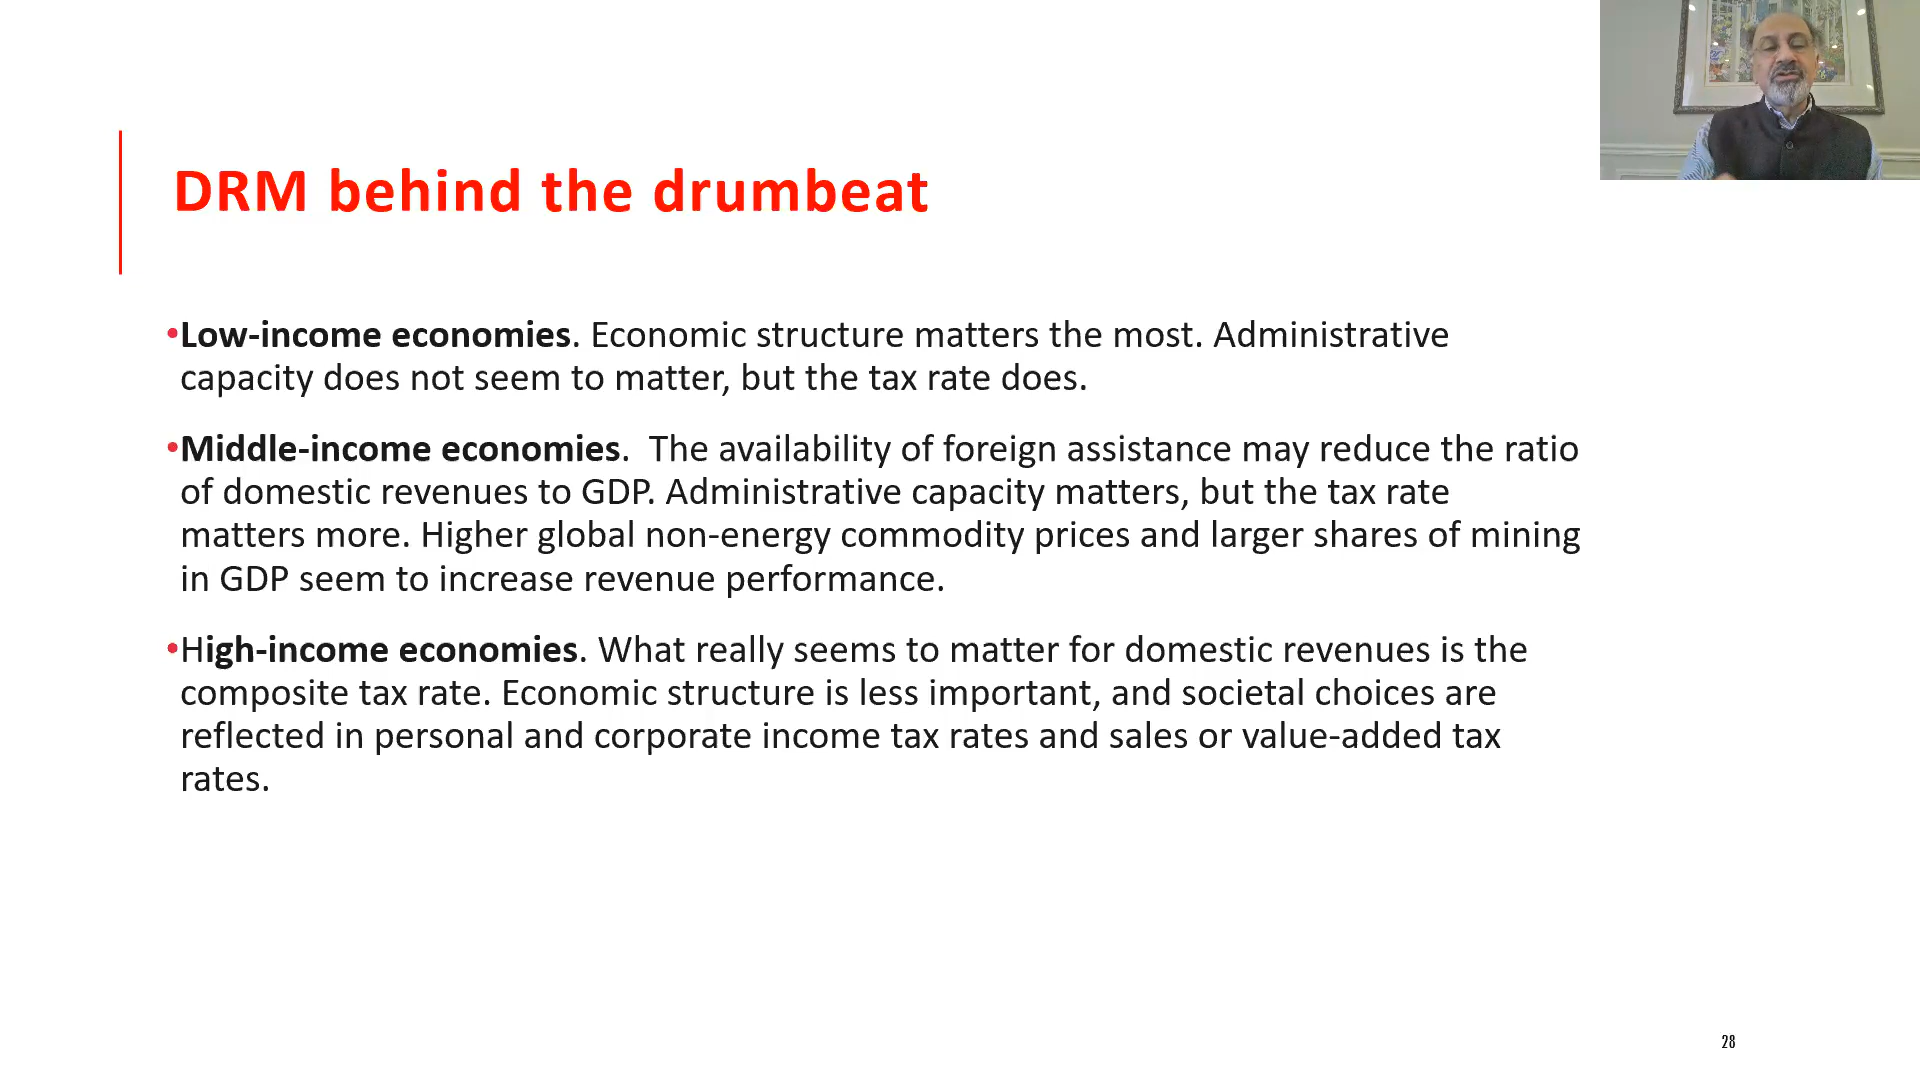 DRM behind the drumbeat
•Low-income economies. Economic structure matters the most. Administrative
capacity does not seem to matter, but the tax rate does.
•Middle-income economies.  The availability of foreign assistance may reduce the ratio
of domestic revenues to GDP. Administrative capacity matters, but the tax rate
matters more. Higher global non-energy commodity prices and larger shares of mining
in GDP seem to increase revenue performance.
•High-income economies. What really seems to matter for domestic revenues is the
composite tax rate. Economic structure is less important, and societal choices are
reflected in personal and corporate income tax rates and sales or value-added tax
rates.
28